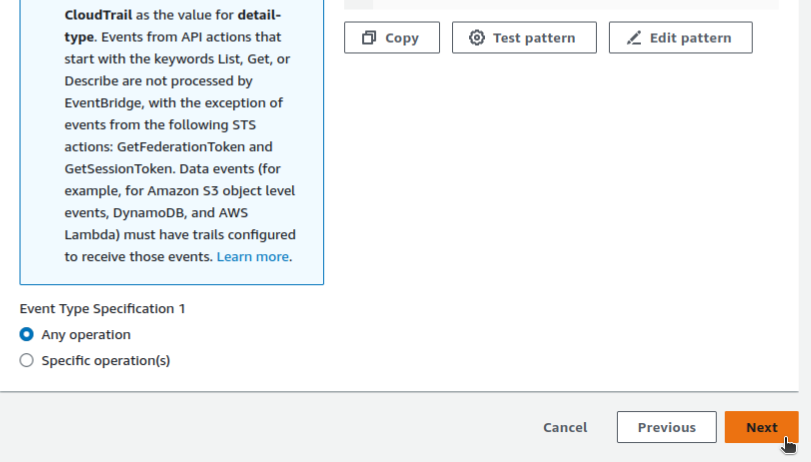 CloudTrail as the value for detail-
type. Events from API actions that
start with the keywords List, Get, or
Describe are not processed by
EventBridge, with the exception of
events from the following STS
actions: GetFederationToken and
GetSessionToken. Data events (for
example, for Amazon S3 object level
events, DynamoDB, and AWS
Lambda) must have trails configured
to receive those events. Learn more.
Copy
Test pattern
Edit pattern
Event Type Specification 1
Any operation
Specific operation(s)
Cancel
Previous
Next